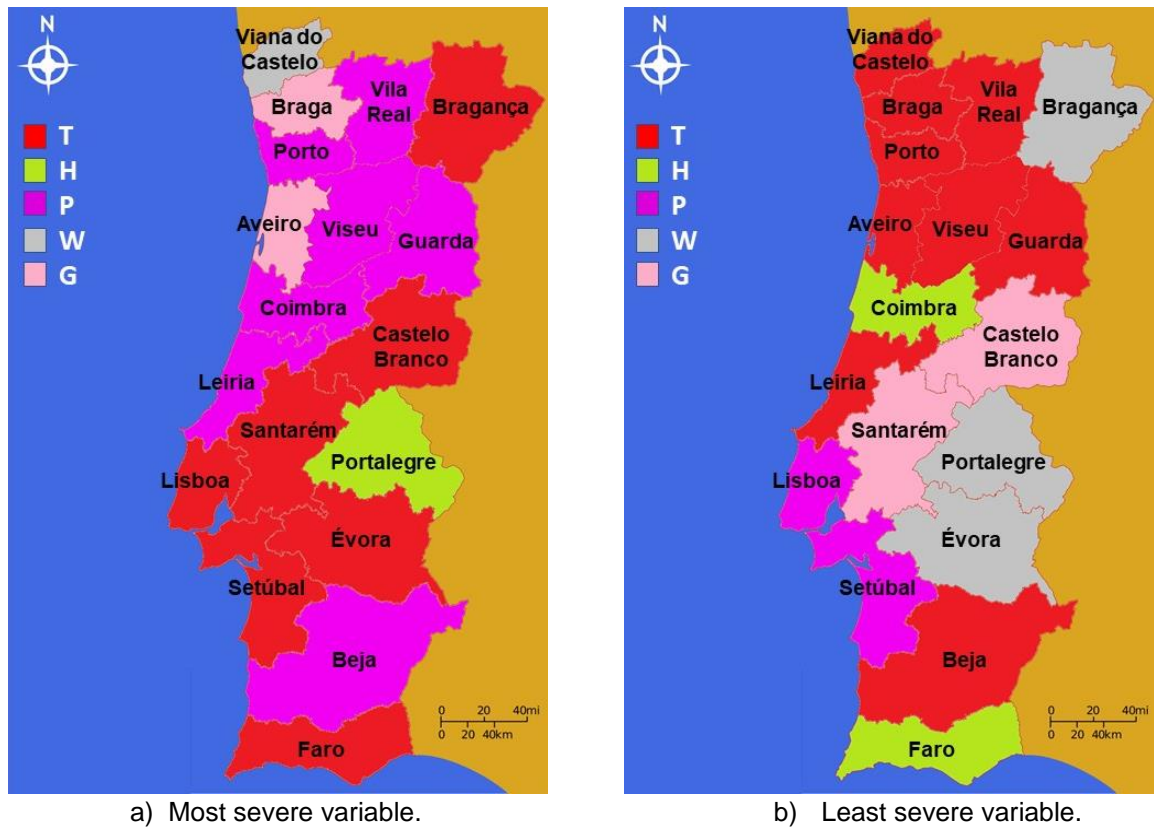 N
T
H
P
W
G
Viana do
Castelo
Braga
Vila
Real
Bragança
Porto
Aveiro
Viseu
Guarda
Coimbra
Castelo
Branco
Leiria
Santarém
Portalegre
Lisboa
Évora
Setúbal
Beja
Faro
0 20 40mi
0 20 40km
a) Most severe variable.
N
T
H
P
W
G
Viana do
Castelo
Braga
Vila
Real
Bragança
Porto
Aveiro
Viseu
Guarda
Coimbra
Castelo
Branco
Leiria
Santarém
Portalegre
Lisboa
Évora
Setúbal
Beja
Faro
0 20 40mi
0 20 40km
b) Least severe variable.